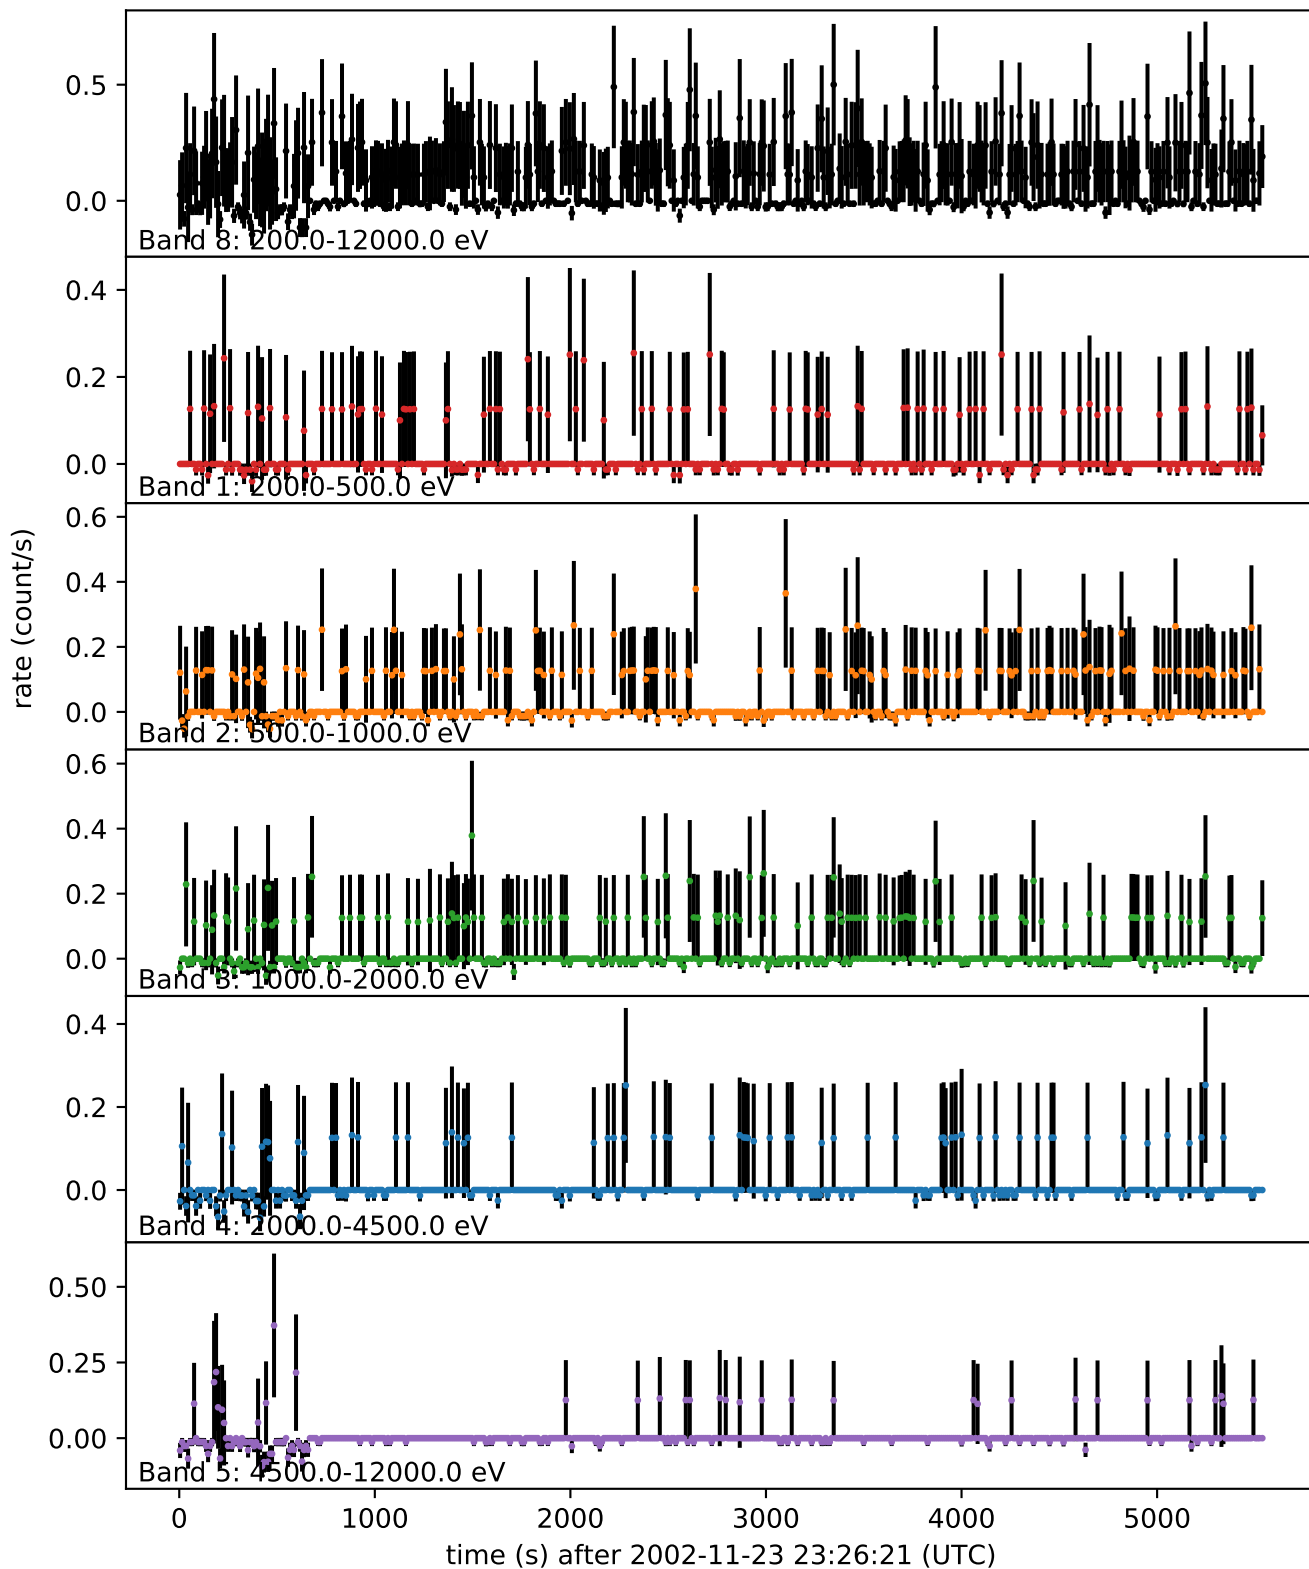 0.5
0.0
Band 8: 200.0-12000.0 eV
0.4
0.2
0.0
Band 1: 200.0-500.0 eV
0.6
0.4
0.2
0.0
Band 2: 500.0-1000.0 eV
rate (count/s)
0.6
0.4
0.2
0.0
Band 3: 1000.0-2000.0 eV
0.4
0.2
0.0
Band 4: 2000.0-4500.0 eV
0.50
0.25
0.00
Band 5: 4500.0-12000.0 eV
0 1000 2000 3000 4000 5000
time (s) after 2002-11-23 23:26:21 (UTC)